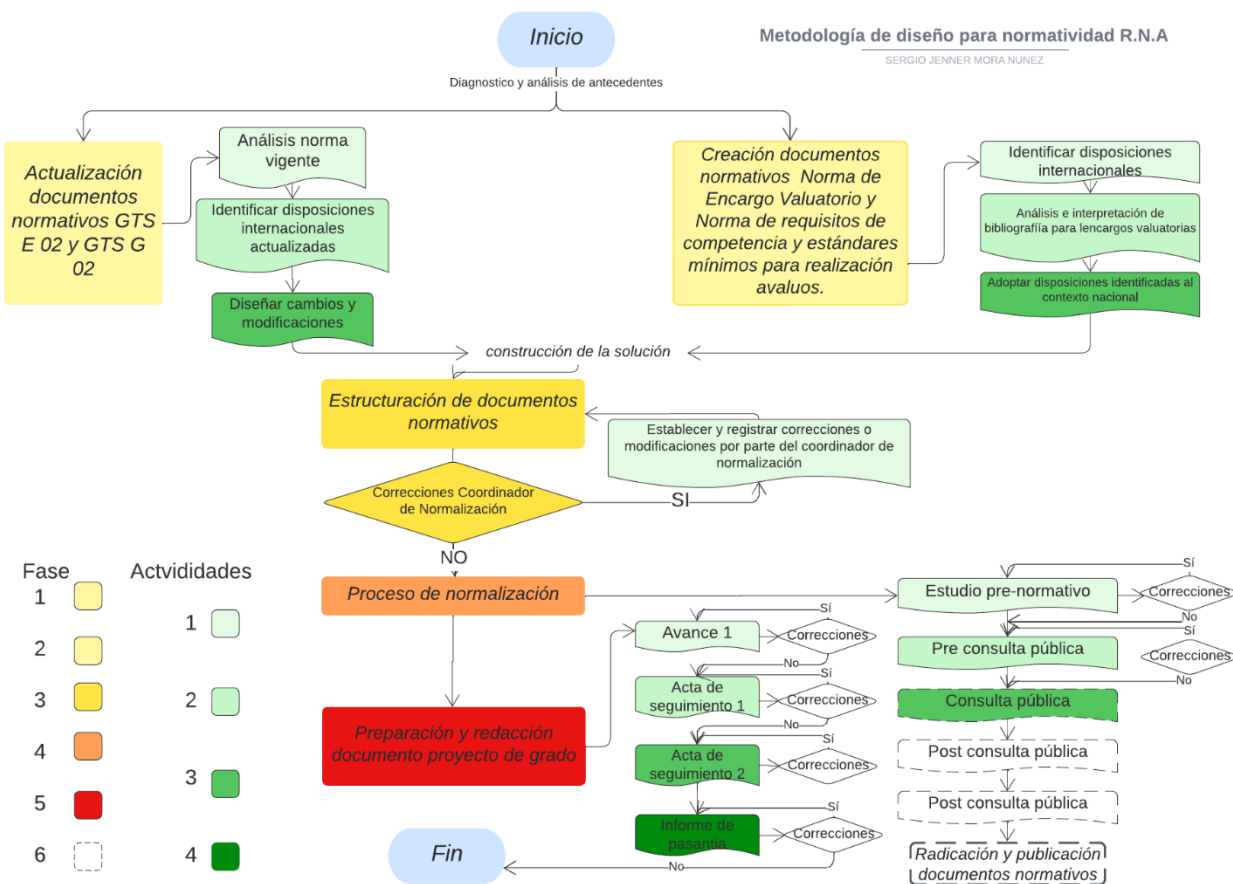 Inicio
Metodología de diseño para normatividad R.N.A
SERGIO JENNER MORA NUNEZ
Diagnostico y análisis de antecedentes
Actualización
documentos
normativos GTS
E 02 y GTS G
02
Análisis norma
vigente
Identificar disposiciones
internacionales
actualizadas
Diseñar cambios y
modificaciones
Creación documentos
normativos Norma de
Encargo Valuatorio y
Norma de requisitos de
competencia y estándares
mínimos para realización
avaluos.
Identificar disposiciones
internacionales
Análisis e interpretación de
bibliografíia para lencargos valuatorias
Adoptar disposiciones identificadas al
contexto nacional
construcción de la solución
Estructuración de documentos
normativos
Establecer y registrar correcciones o
modificaciones por parte del coordinador de
normalización
Correcciones Coordinador
de Normalización
SI
NO
Proceso de normalización
Preparación y redacción
documento proyecto de grado
Fase
1
2
3
4
5
6
Actvididades
1
2
3
4
Sí
Avance 1
Correcciones
No
Sí
Acta de
seguimiento 1
Correcciones
No
Sí
Acta de
seguimiento 2
Correcciones
Sí
Informe de
pasantía
Correcciones
No
Fin
Sí
Estudio pre-normativo
Correcciones
No
Sí
Pre consulta pública
Correcciones
No
Consulta pública
Post consulta pública
Post consulta pública
Radicación y publicación
documentos normativos